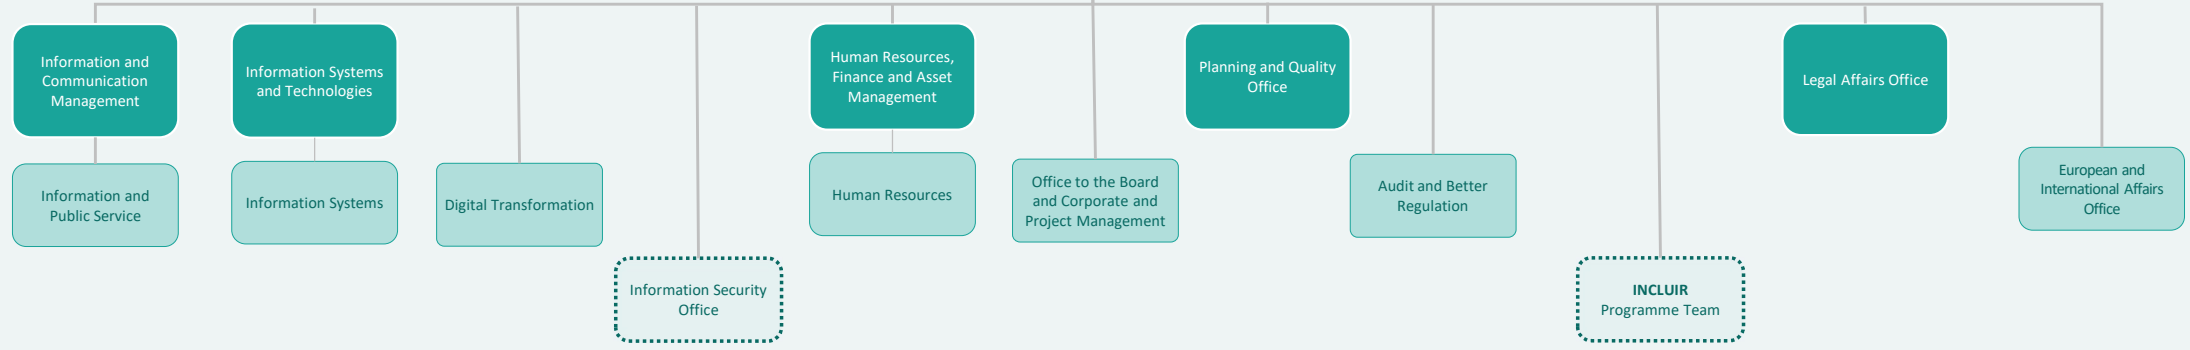 Information and
Communication
Management
Information Systems
and Technologies
Human Resources,
Finance and Asset
Management
Planning and Quality
Office
Legal Affairs Office
Information and
Public Service
Information Systems
Digital Transformation
Human Resources
Office to the Board
and Corporate and
Project Management
Audit and Better
Regulation
European and
International Affairs
Office
Information Security
Office
INCLUIR
Programme Team